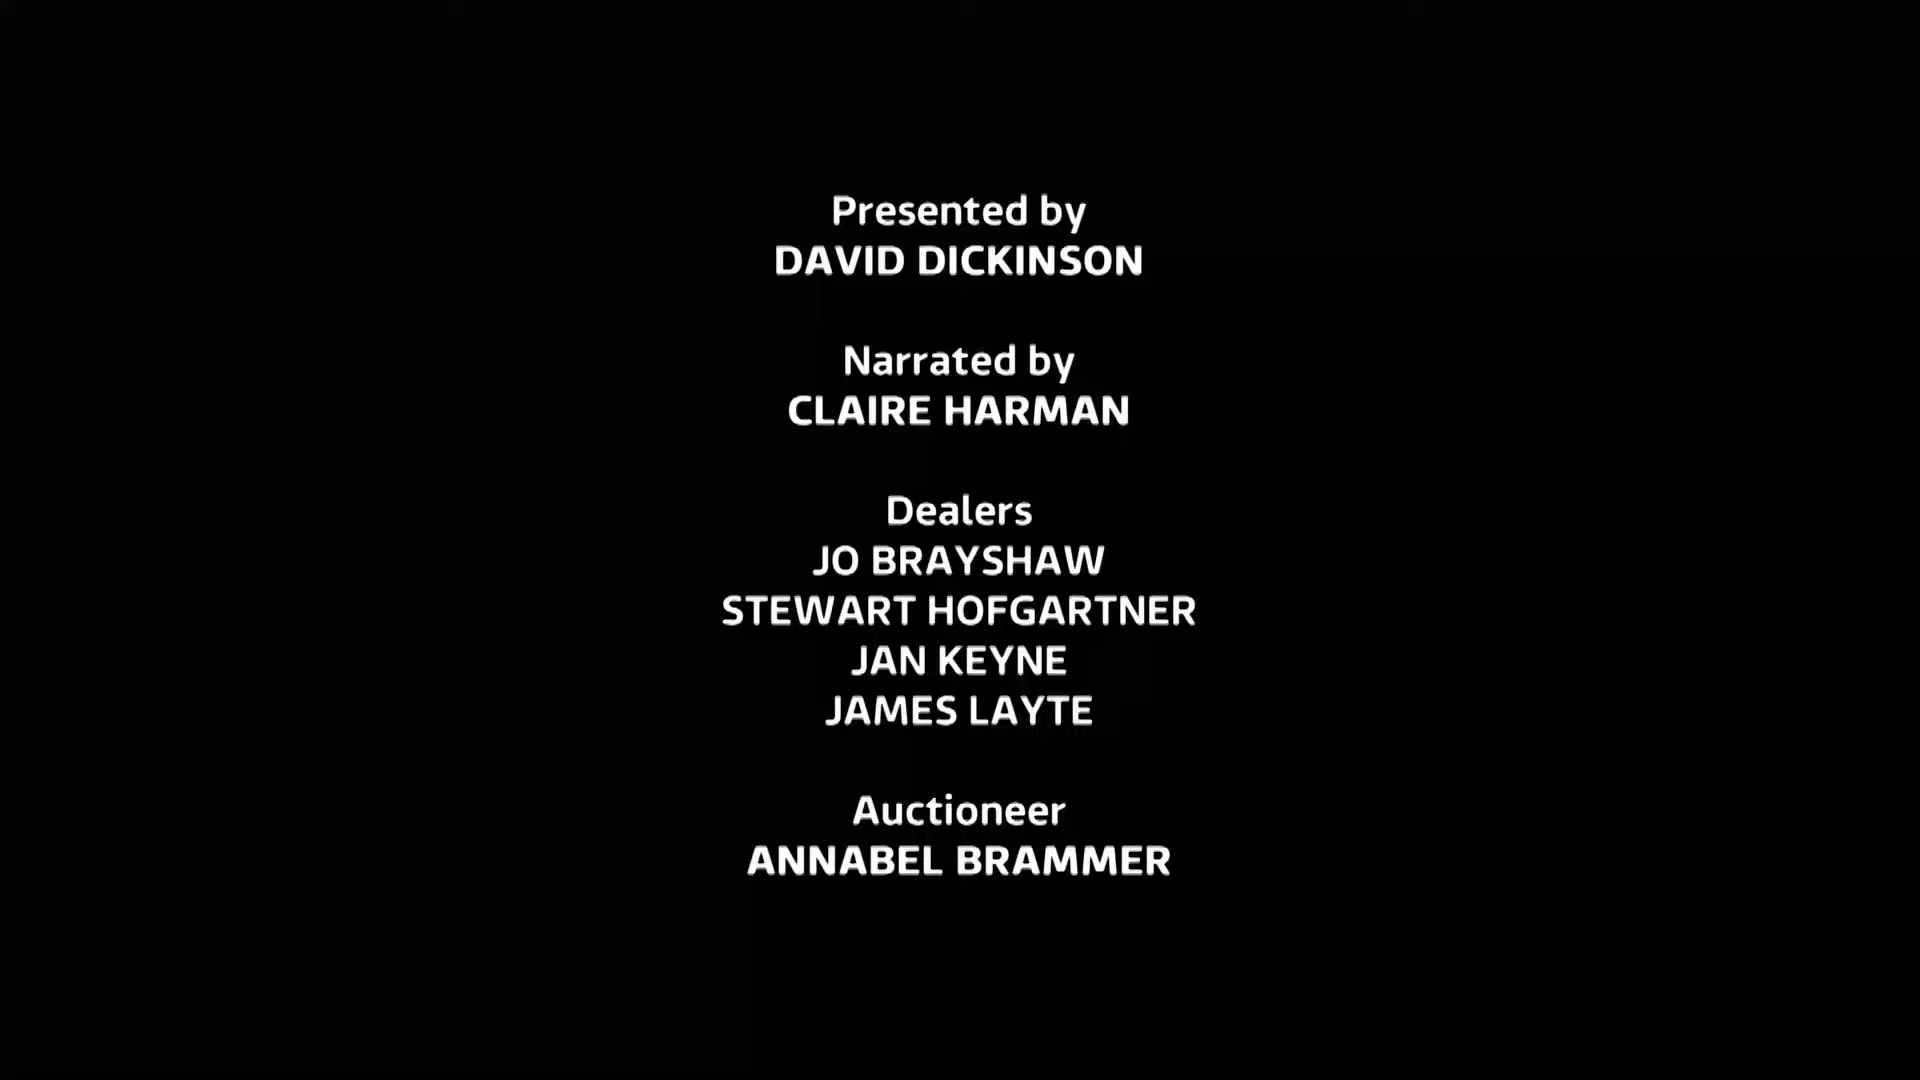 Presented by
DAVID DICKINSON
Narrated by
CLAIRE HARMAN
Dealers
JO BRAYSHAW
STEWART HOFGARTNER
JAN KEYNE
JAMES LAYTE
Auctioneer
ANNABEL BRAMMER